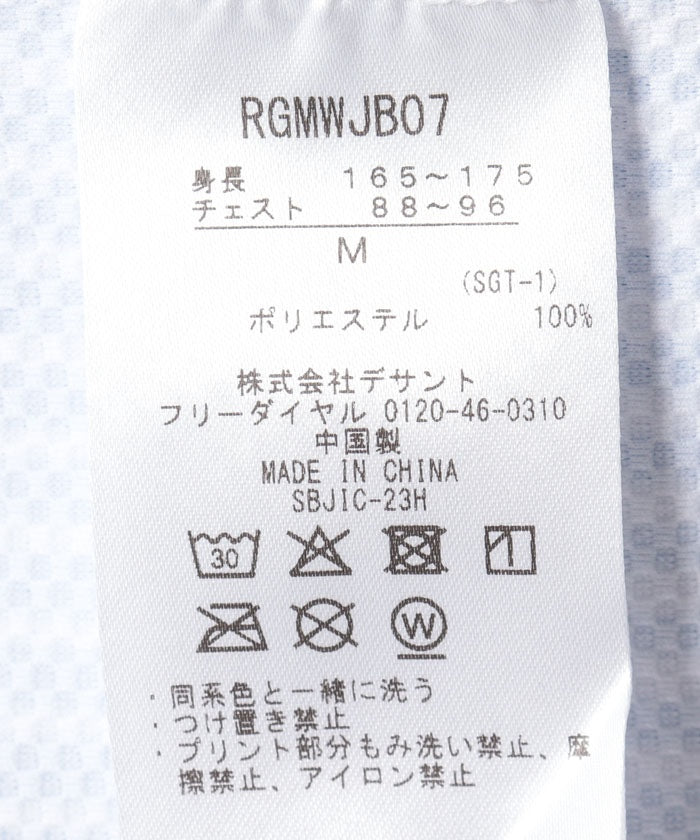 RGMWJB07
身長 165～175
チェスト 88～96
M
(SGT-1)
ポリエステル 100%
株式会社デサント
フリーダイヤル 0120-46-0310
中国製
MADE IN CHINA
SBJIC-23H
30
W
・同系色と一緒に洗う
・つけ置き禁止
・プリント部分もみ洗い禁止、摩
擦禁止、アイロン禁止